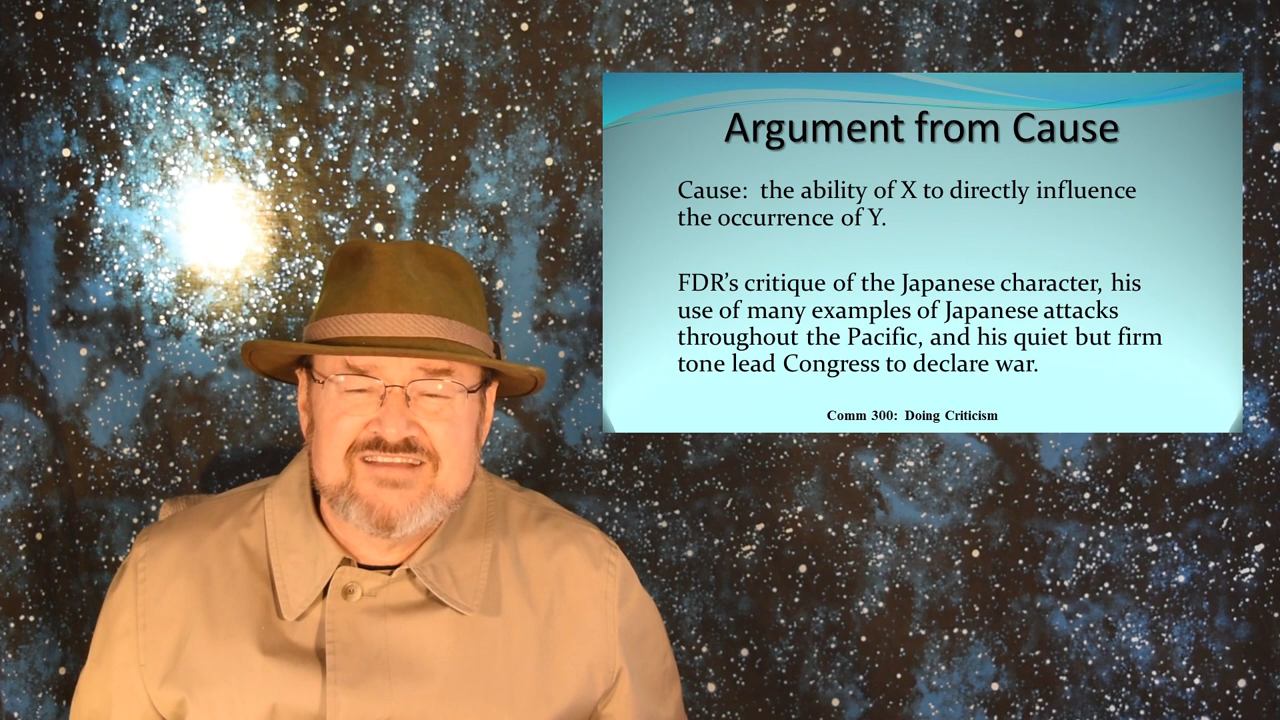 Argument from Cause
Cause:  the ability of X to directly influence
the occurrence of Y.
FDR’s critique of the Japanese character, his
use of many examples of Japanese attacks
throughout the Pacific, and his quiet but firm
tone lead Congress to declare war.
Comm 300:  Doing Criticism